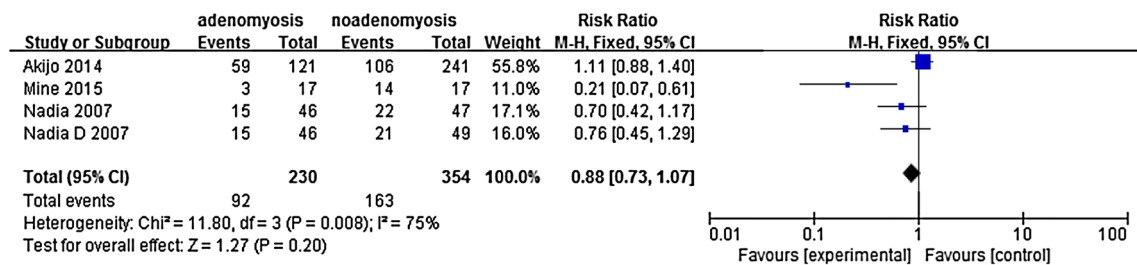 adenomyosis noadenomyosis Risk Ratio Risk Ratio
Study or Subgroup Events Total Events Total Weight M-H, Fixed, 95% CI M-H, Fixed, 95% CI
Akijo 2014 59 121 106 241 55.8% 1.11 [0.88, 1.40]
Mine 2015 3 17 14 17 11.0% 0.21 [0.07, 0.61]
Nadia 2007 15 46 22 47 17.1% 0.70 [0.42, 1.17]
Nadia D 2007 15 46 21 49 16.0% 0.76 [0.45, 1.29]
Total (95% CI) 230 354 100.0% 0.88 [0.73, 1.07]
Total events 92 163
Heterogeneity: Chi² = 11.80, df = 3 (P = 0.008); I² = 75%
Test for overall effect: Z = 1.27 (P = 0.20)
0.01 0.1 1 10 100
Favours [experimental] Favours [control]